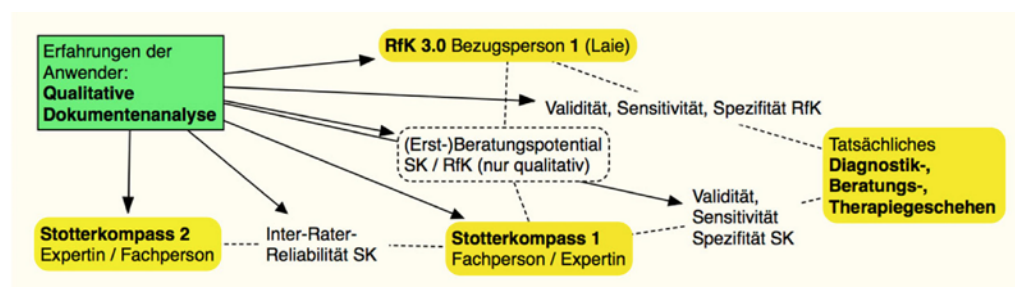 Erfahrungen der
Anwender:
Qualitative
Dokumentenanalyse
RfK 3.0 Bezugsperson 1 (Laie)
Validität, Sensitivität, Spezifität RfK
(Erst-)Beratungspotential
SK / RfK (nur qualitativ)
Tatsächliches
Diagnostik-,
Beratungs-,
Therapiegeschehen
Validität,
Sensitivität
Spezifität SK
Stotterkompass 2
Expertin / Fachperson
Inter-Rater-
Reliabilität SK
Stotterkompass 1
Fachperson / Expertin